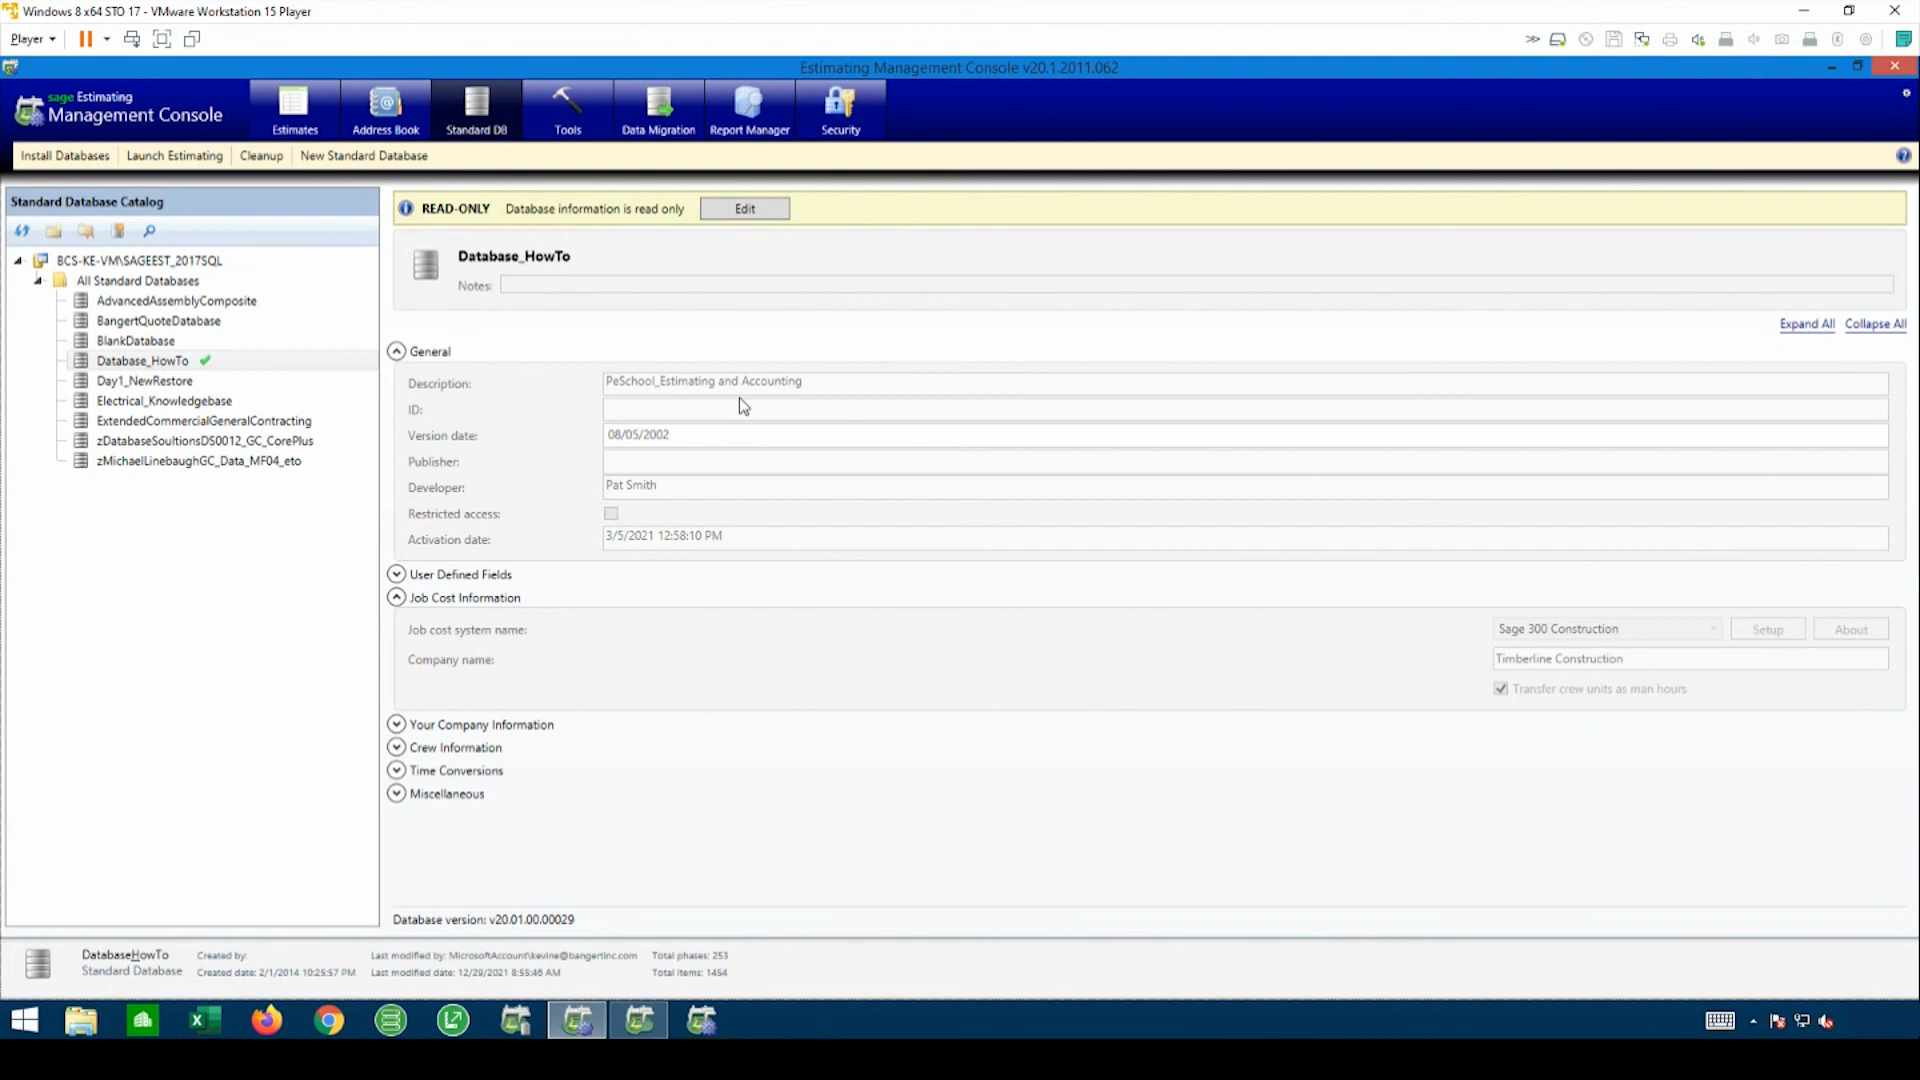 Windows 8 x64 STO 17 - VMware Workstation 15 Player
Player
Estimating Management Console v20.1.2011.062
sage Estimating
Management Console
Estimates
Address Book
Standard DB
Tools
Data Migration
Report Manager
Security
Install Databases
Launch Estimating
Cleanup
New Standard Database
Standard Database Catalog
READ-ONLY Database information is read only
Edit
BCS-KE-VM\SAGEEST_2017SQL
All Standard Databases
AdvancedAssemblyComposite
BangertQuoteDatabase
BlankDatabase
Database_HowTo
Day1_NewRestore
Electrical_Knowledgebase
ExtendedCommercialGeneralContracting
zDatabaseSoultionsDS0012_GC_CorePlus
zMichaelLinebaughGC_Data_MF04_eto
Database_HowTo
Notes:
Expand All
Collapse All
General
Description: PeSchool_Estimating and Accounting
ID:
Version date: 08/05/2002
Publisher:
Developer: Pat Smith
Restricted access:
Activation date: 3/5/2021 12:58:10 PM
User Defined Fields
Job Cost Information
Job cost system name: Sage 300 Construction
Setup
About
Company name: Timberline Construction
Transfer crew units as man hours
Your Company Information
Crew Information
Time Conversions
Miscellaneous
Database version: v20.01.00.00029
DatabaseHowTo
Standard Database
Created by:
Created date: 2/1/2014 10:25:57 PM
Last modified by: MicrosoftAccount\kevine@bangertinc.com
Last modified date: 12/29/2021 8:55:46 AM
Total phases: 253
Total items: 1454